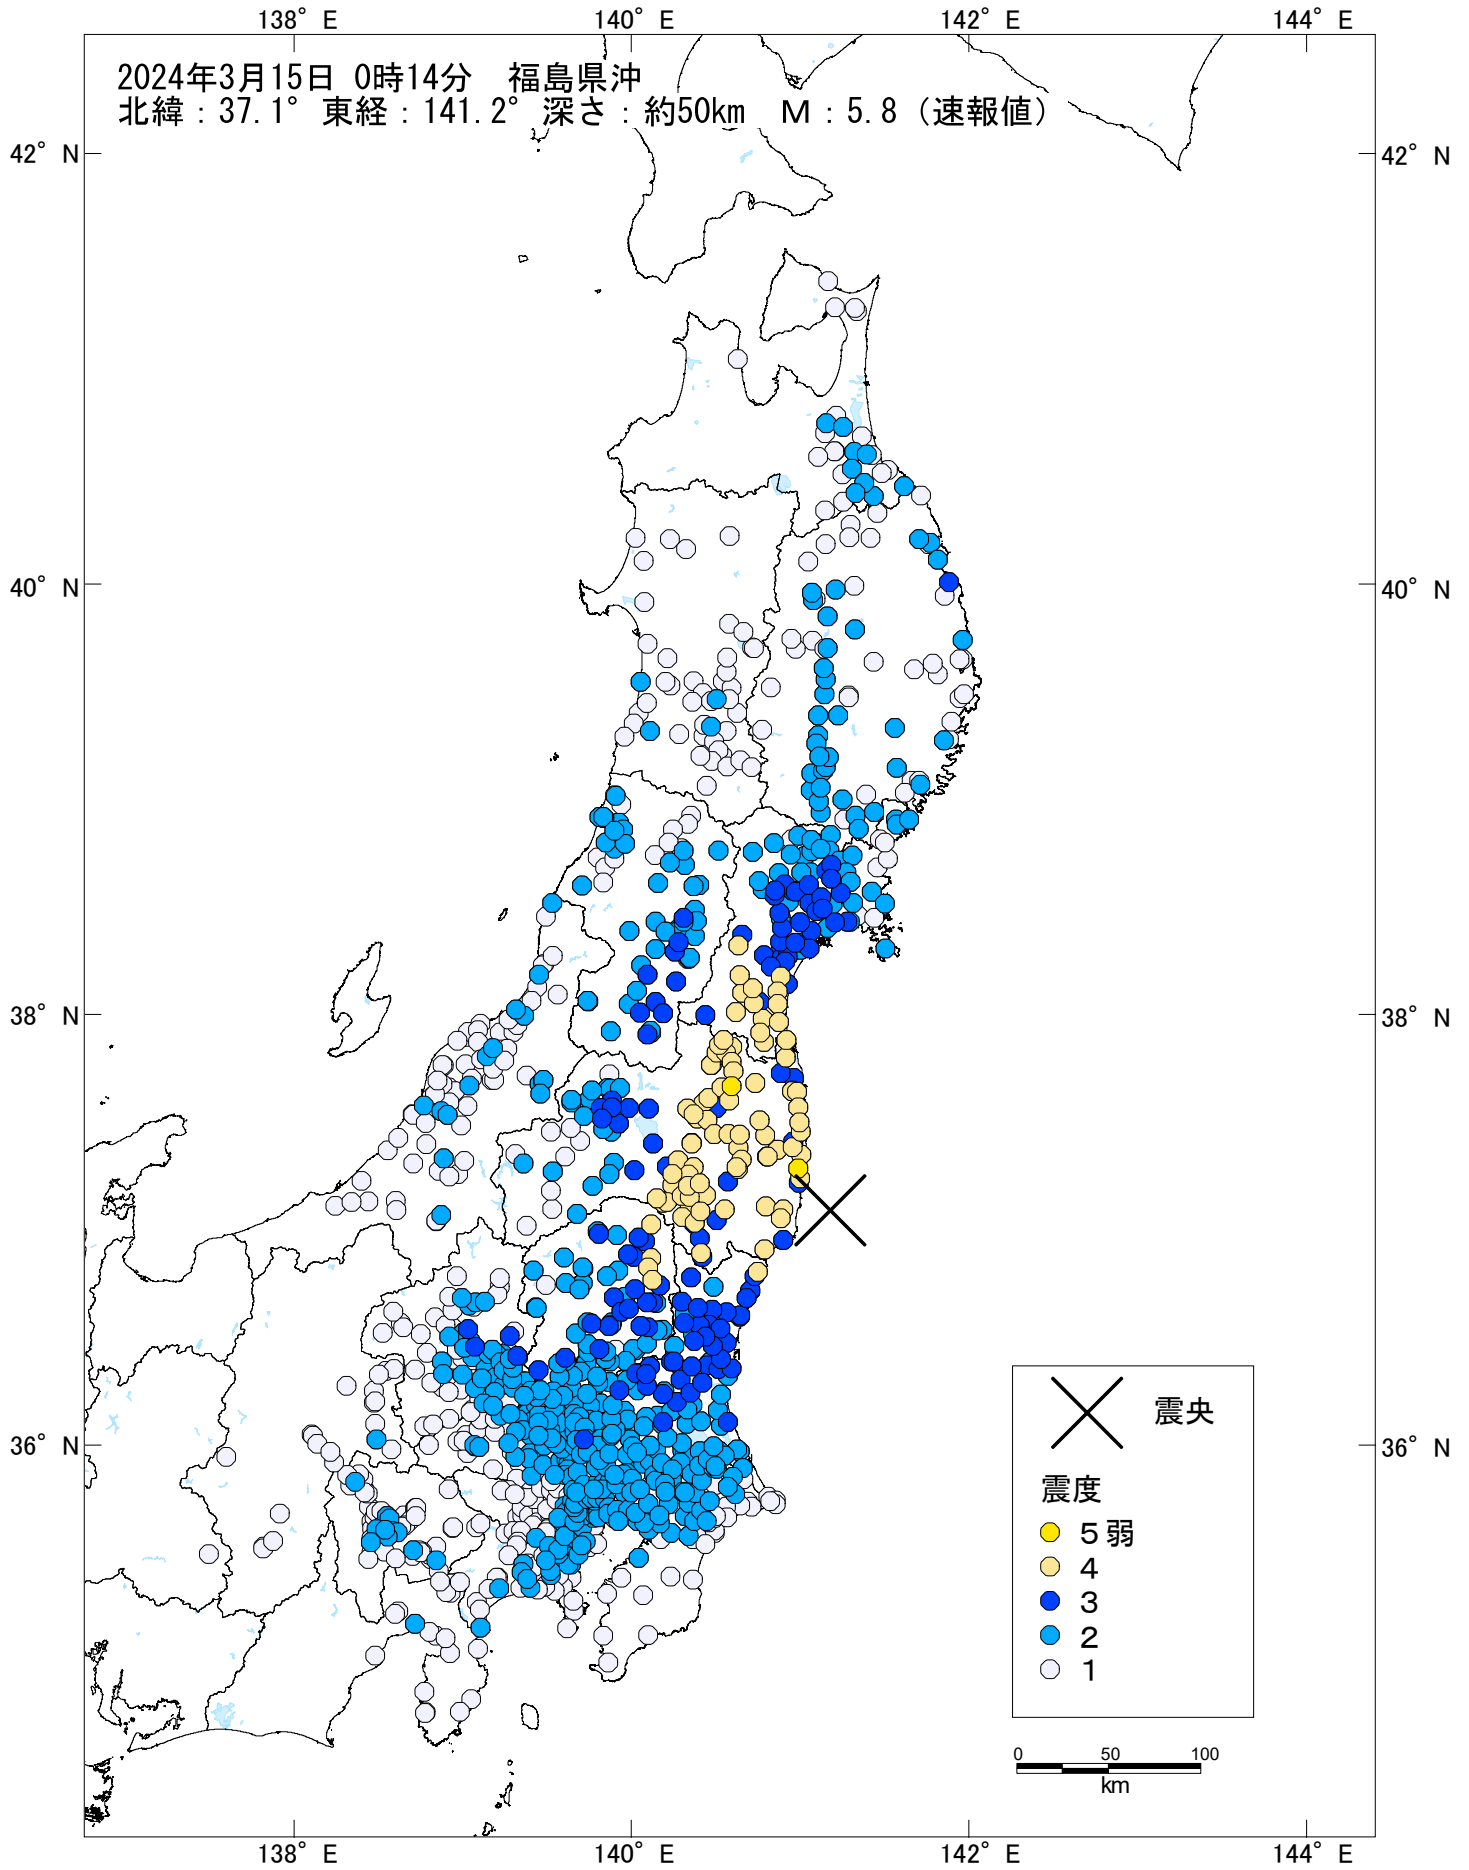 138° E 140° E 142° E 144° E
2024年3月15日 0時14分 福島県沖
北緯：37.1° 東経：141.2° 深さ：約50km M：5.8（速報値）
42° N 42° N
40° N 40° N
38° N 38° N
36° N 36° N
震央
震度
５弱
４
３
２
１
0 50 100
km
138° E 140° E 142° E 144° E